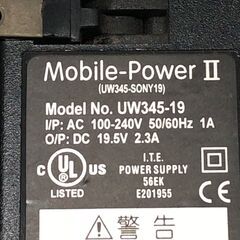 Mobile-Power II
(UW345-SONY19)
Model No. UW345-19
I/P: AC 100-240V 50/60Hz 1A
O/P: DC 19.5V 2.3A
c UL US
LISTED
I.T.E.
POWER SUPPLY
56EK
E201955
警告